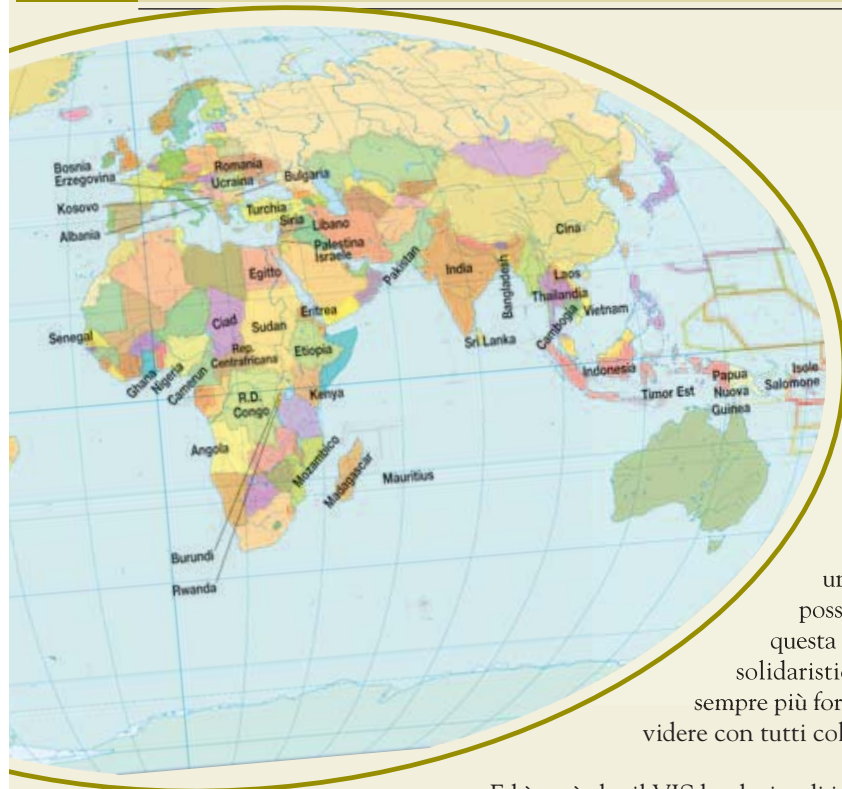 Bosnia
Erzegovina
Kosovo
Albania
Romania
Ucraina
Bulgaria
Turchia
Siria
Libano
Palestina
Israele
Pakistan
Cina
India
Bangladesh
Laos
Thailandia
Cambogia
Vietnam
Sri Lanka
Egitto
Eritrea
Senegal
Ciad
Sudan
Etiopia
Rep.
Centrafricana
Ghana
Nigeria
Camerun
R.D.
Congo
Kenya
Indonesia
Timor Est
Papua
Nuova
Guinea
Isole
Salomone
Angola
Mozambico
Madagascar
Mauritius
Burundi
Rwanda
ur
poss
questa
solidaristic
sempre più for
videre con tutti col